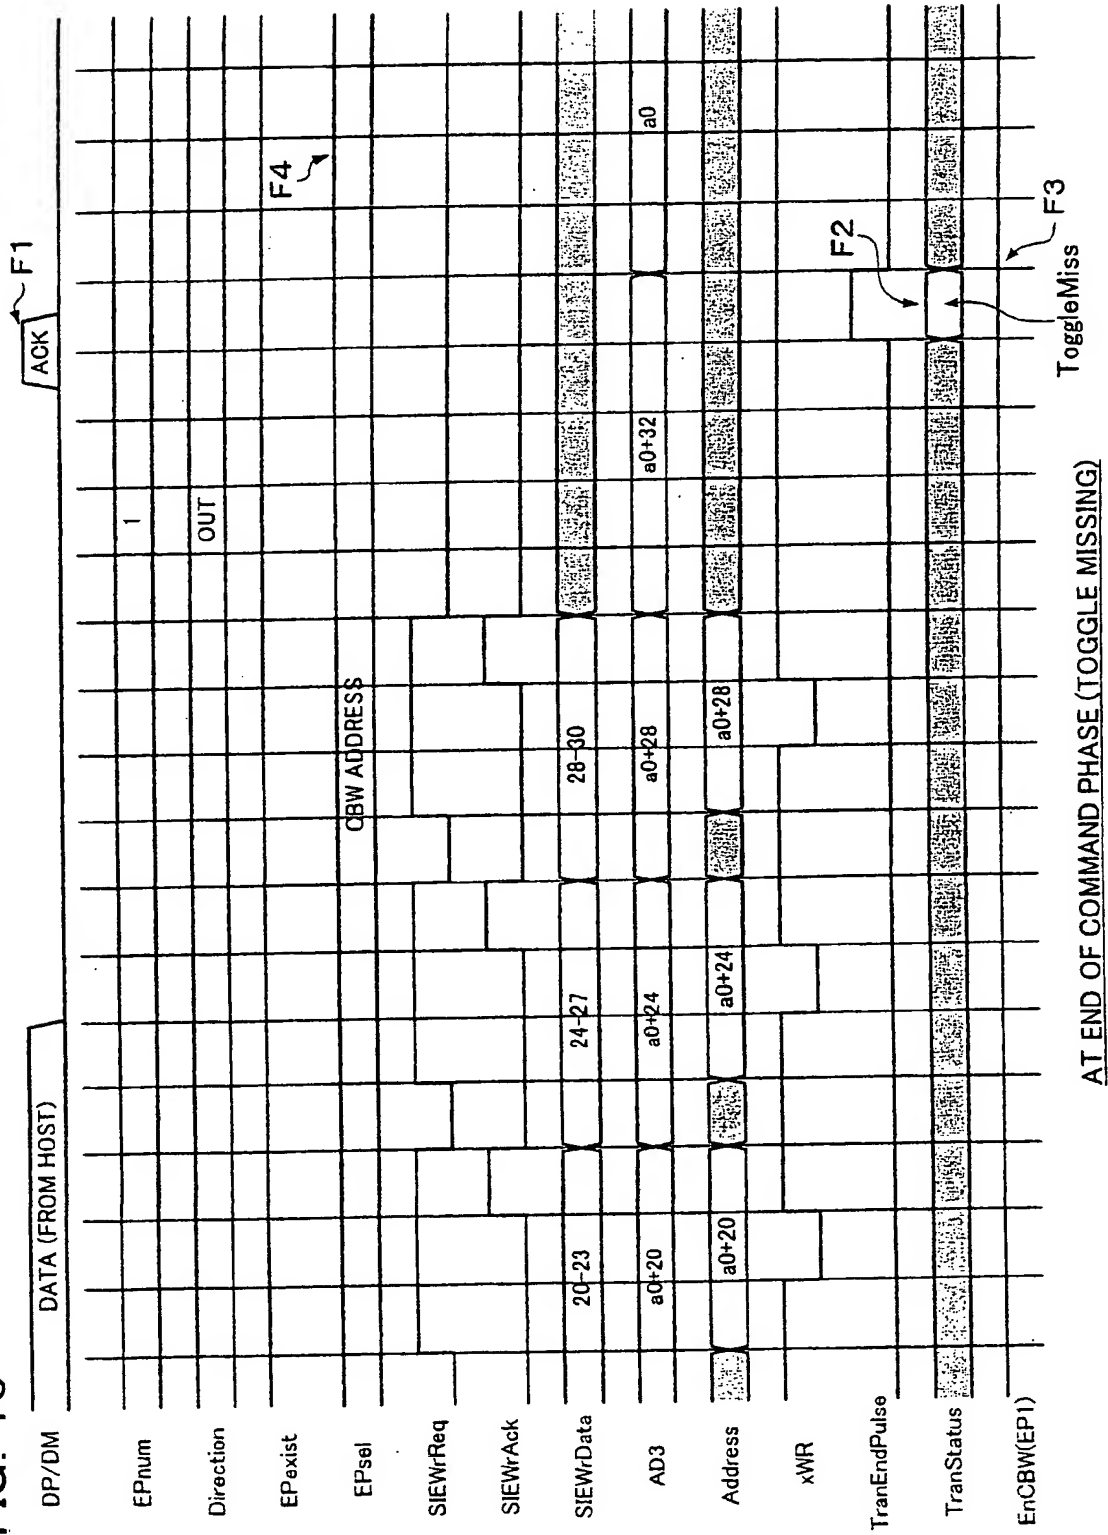 DP/DM
DATA (FROM HOST)
ACK
F1
EPnum
1
Direction
OUT
EPexist
F4
EPsel
CBW ADDRESS
SIEWrReq
SIEWrAck
SIEWrData
20-23
24-27
28-30
AD3
a0+20
a0+24
a0+28
a0+32
a0
Address
a0+20
a0+24
a0+28
xWR
TranEndPulse
F2
TranStatus
EnCBW(EP1)
ToggleMiss
F3
AT END OF COMMAND PHASE (TOGGLE MISSING)